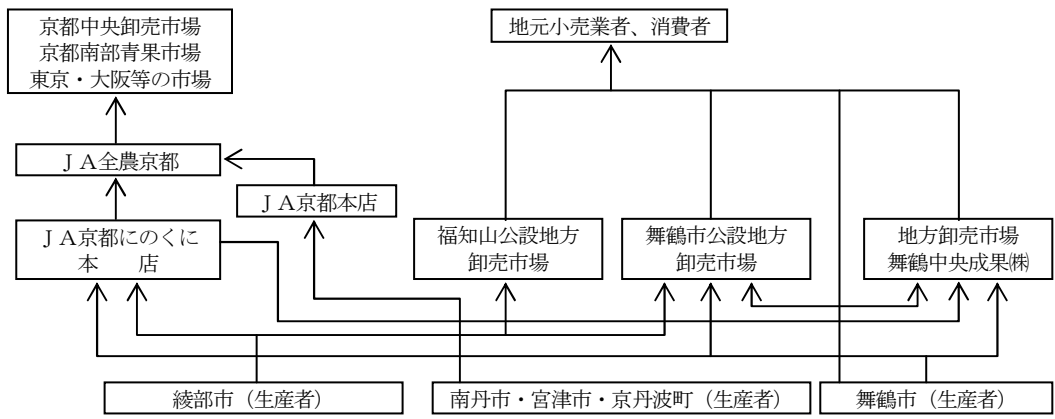 京都中央卸売市場
京都南部青果市場
東京・大阪等の市場
地元小売業者、消費者
ＪＡ全農京都
ＪＡ京都本店
ＪＡ京都にのくに
本　店
福知山公設地方
卸売市場
舞鶴市公設地方
卸売市場
地方卸売市場
舞鶴中央成果㈱
綾部市（生産者）
南丹市・宮津市・京丹波町（生産者）
舞鶴市（生産者）